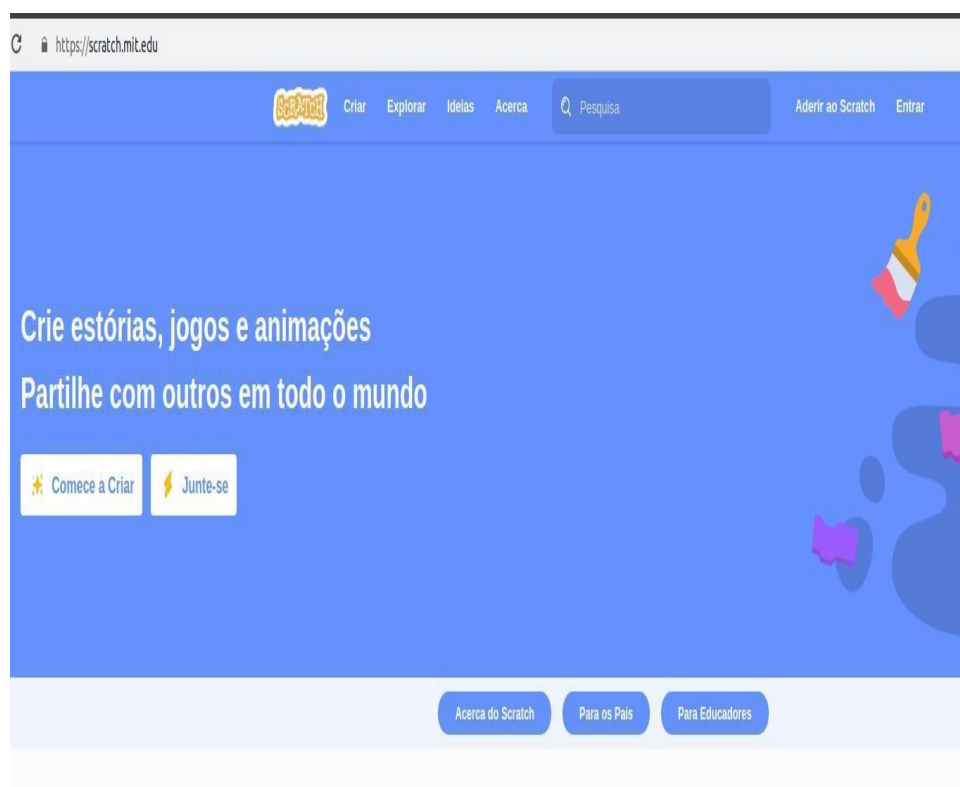 https://scratch.mit.edu
SCRATCH Criar Explorar Ideias Acerca Pesquisa Aderir ao Scratch Entrar
Crie estórias, jogos e animações
Partilhe com outros em todo o mundo
Comece a Criar Junte-se
Acerca do Scratch Para os Pais Para Educadores